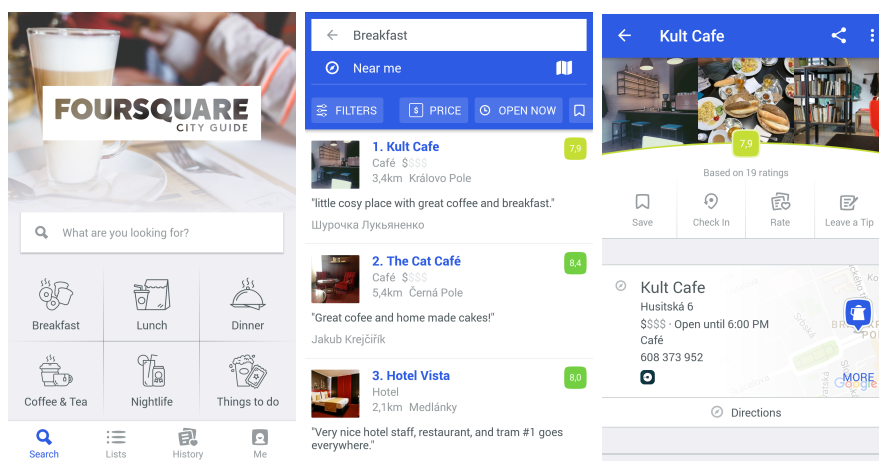 FOURSQUARE
CITY GUIDE
What are you looking for?
Breakfast
Lunch
Dinner
Coffee & Tea
Nightlife
Things to do
Search
Lists
History
Me
Breakfast
Near me
FILTERS
$ PRICE
OPEN NOW
1. Kult Cafe
7,9
Café $$$$
3,4km Královo Pole
"little cosy place with great coffee and breakfast."
Шурочка Лукьяненко
2. The Cat Café
8,4
Café $$$$
5,4km Černá Pole
"Great cofee and home made cakes!"
Jakub Krejčiřík
3. Hotel Vista
8,0
Hotel
2,1km Medlánky
"Very nice hotel staff, restaurant, and tram #1 goes
everywhere."
Kult Cafe
7,9
Based on 19 ratings
Save
Check In
Rate
Leave a Tip
Kult Cafe
Husitská 6
$$$$ · Open until 6:00 PM
Café
608 373 952
Srbská
MORE
Google
Directions